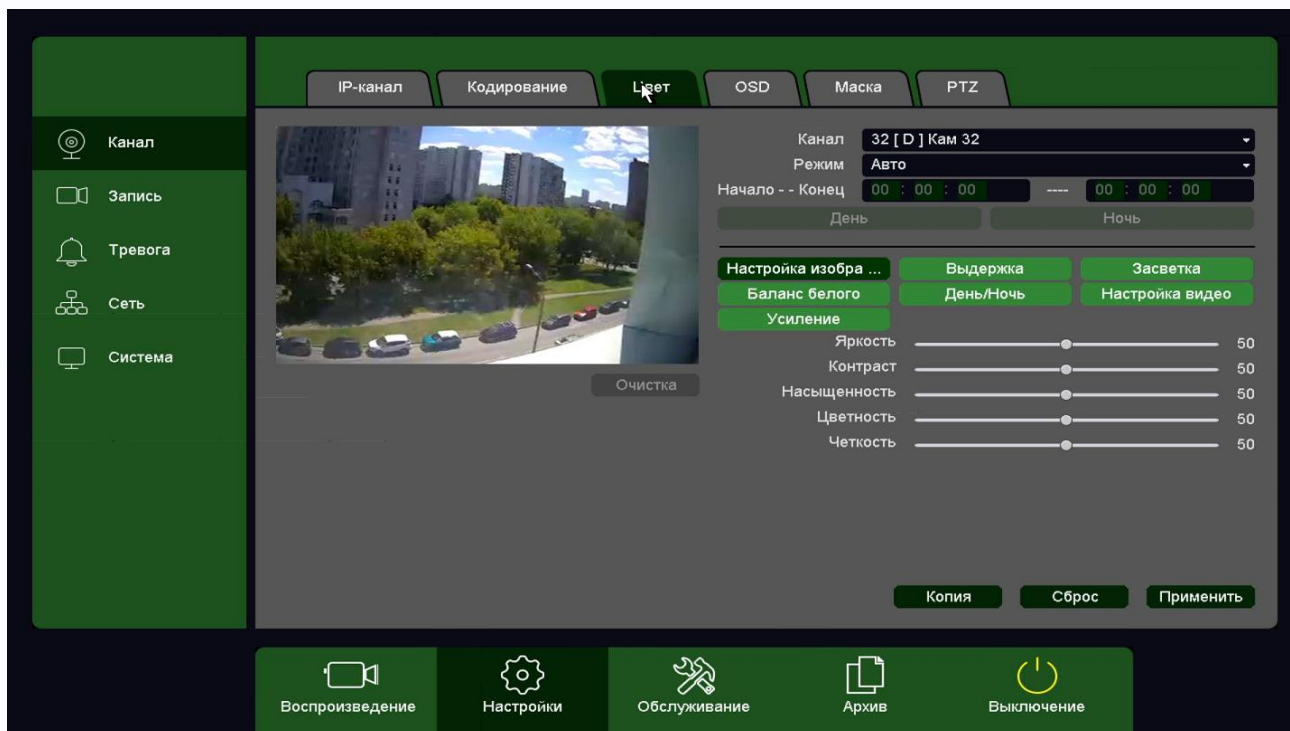 IP-канал Кодирование Цвет OSD Маска PTZ
Канал
Запись
Тревога
Сеть
Система
Канал 32 [ D ] Кам 32
Режим Авто
Начало - - Конец 00 : 00 : 00 ---- 00 : 00 : 00
День Ночь
Настройка изобра ... Выдержка Засветка
Баланс белого День/Ночь Настройка видео
Усиление
Яркость 50
Контраст 50
Насыщенность 50
Цветность 50
Четкость 50
Очистка
Копия Сброс Применить
Воспроизведение Настройки Обслуживание Архив Выключение